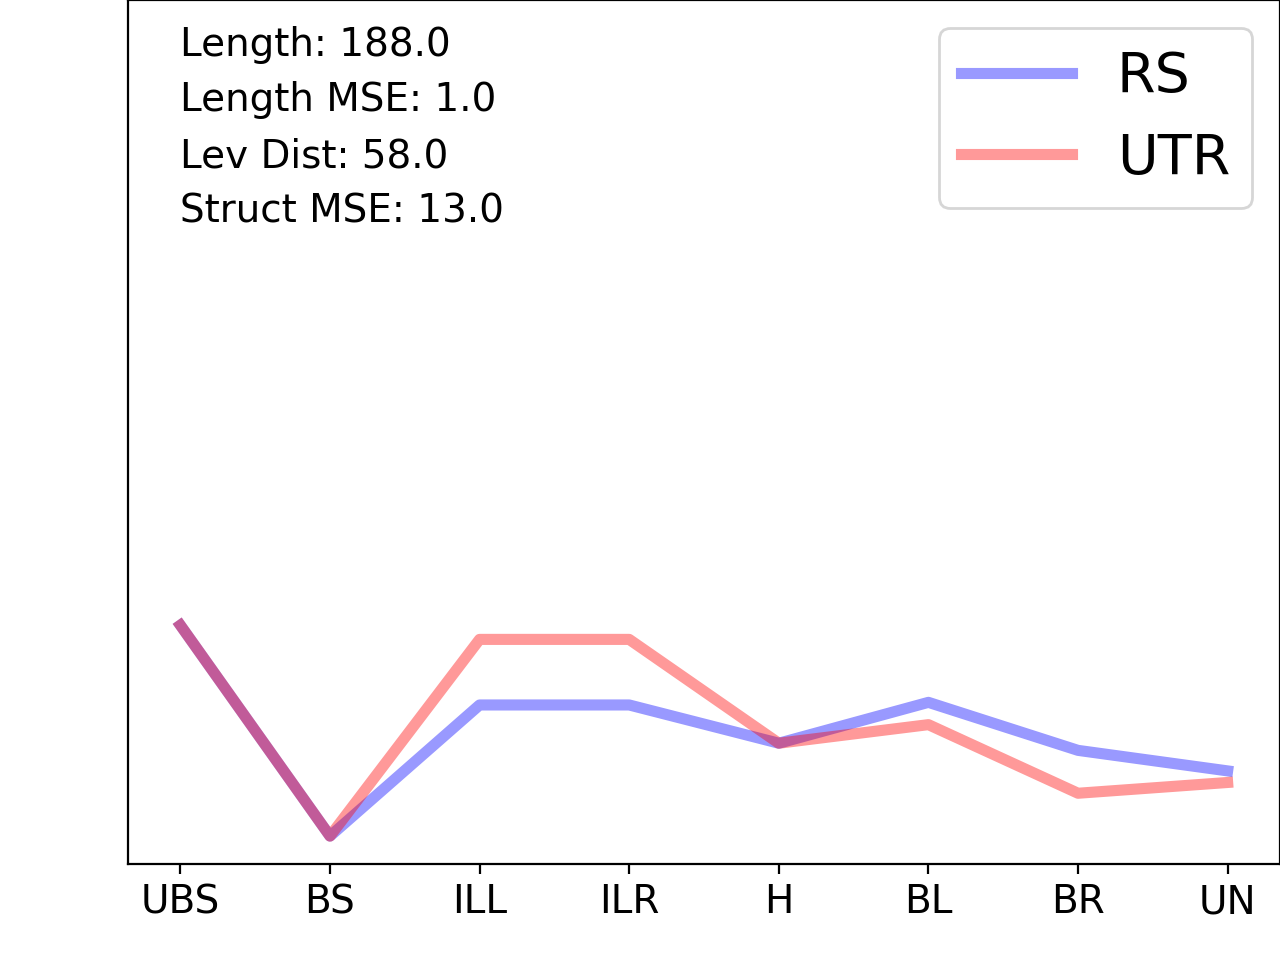 Length: 188.0
Length MSE: 1.0
Lev Dist: 58.0
Struct MSE: 13.0
RS
UTR
UBS BS ILL ILR H BL BR UN